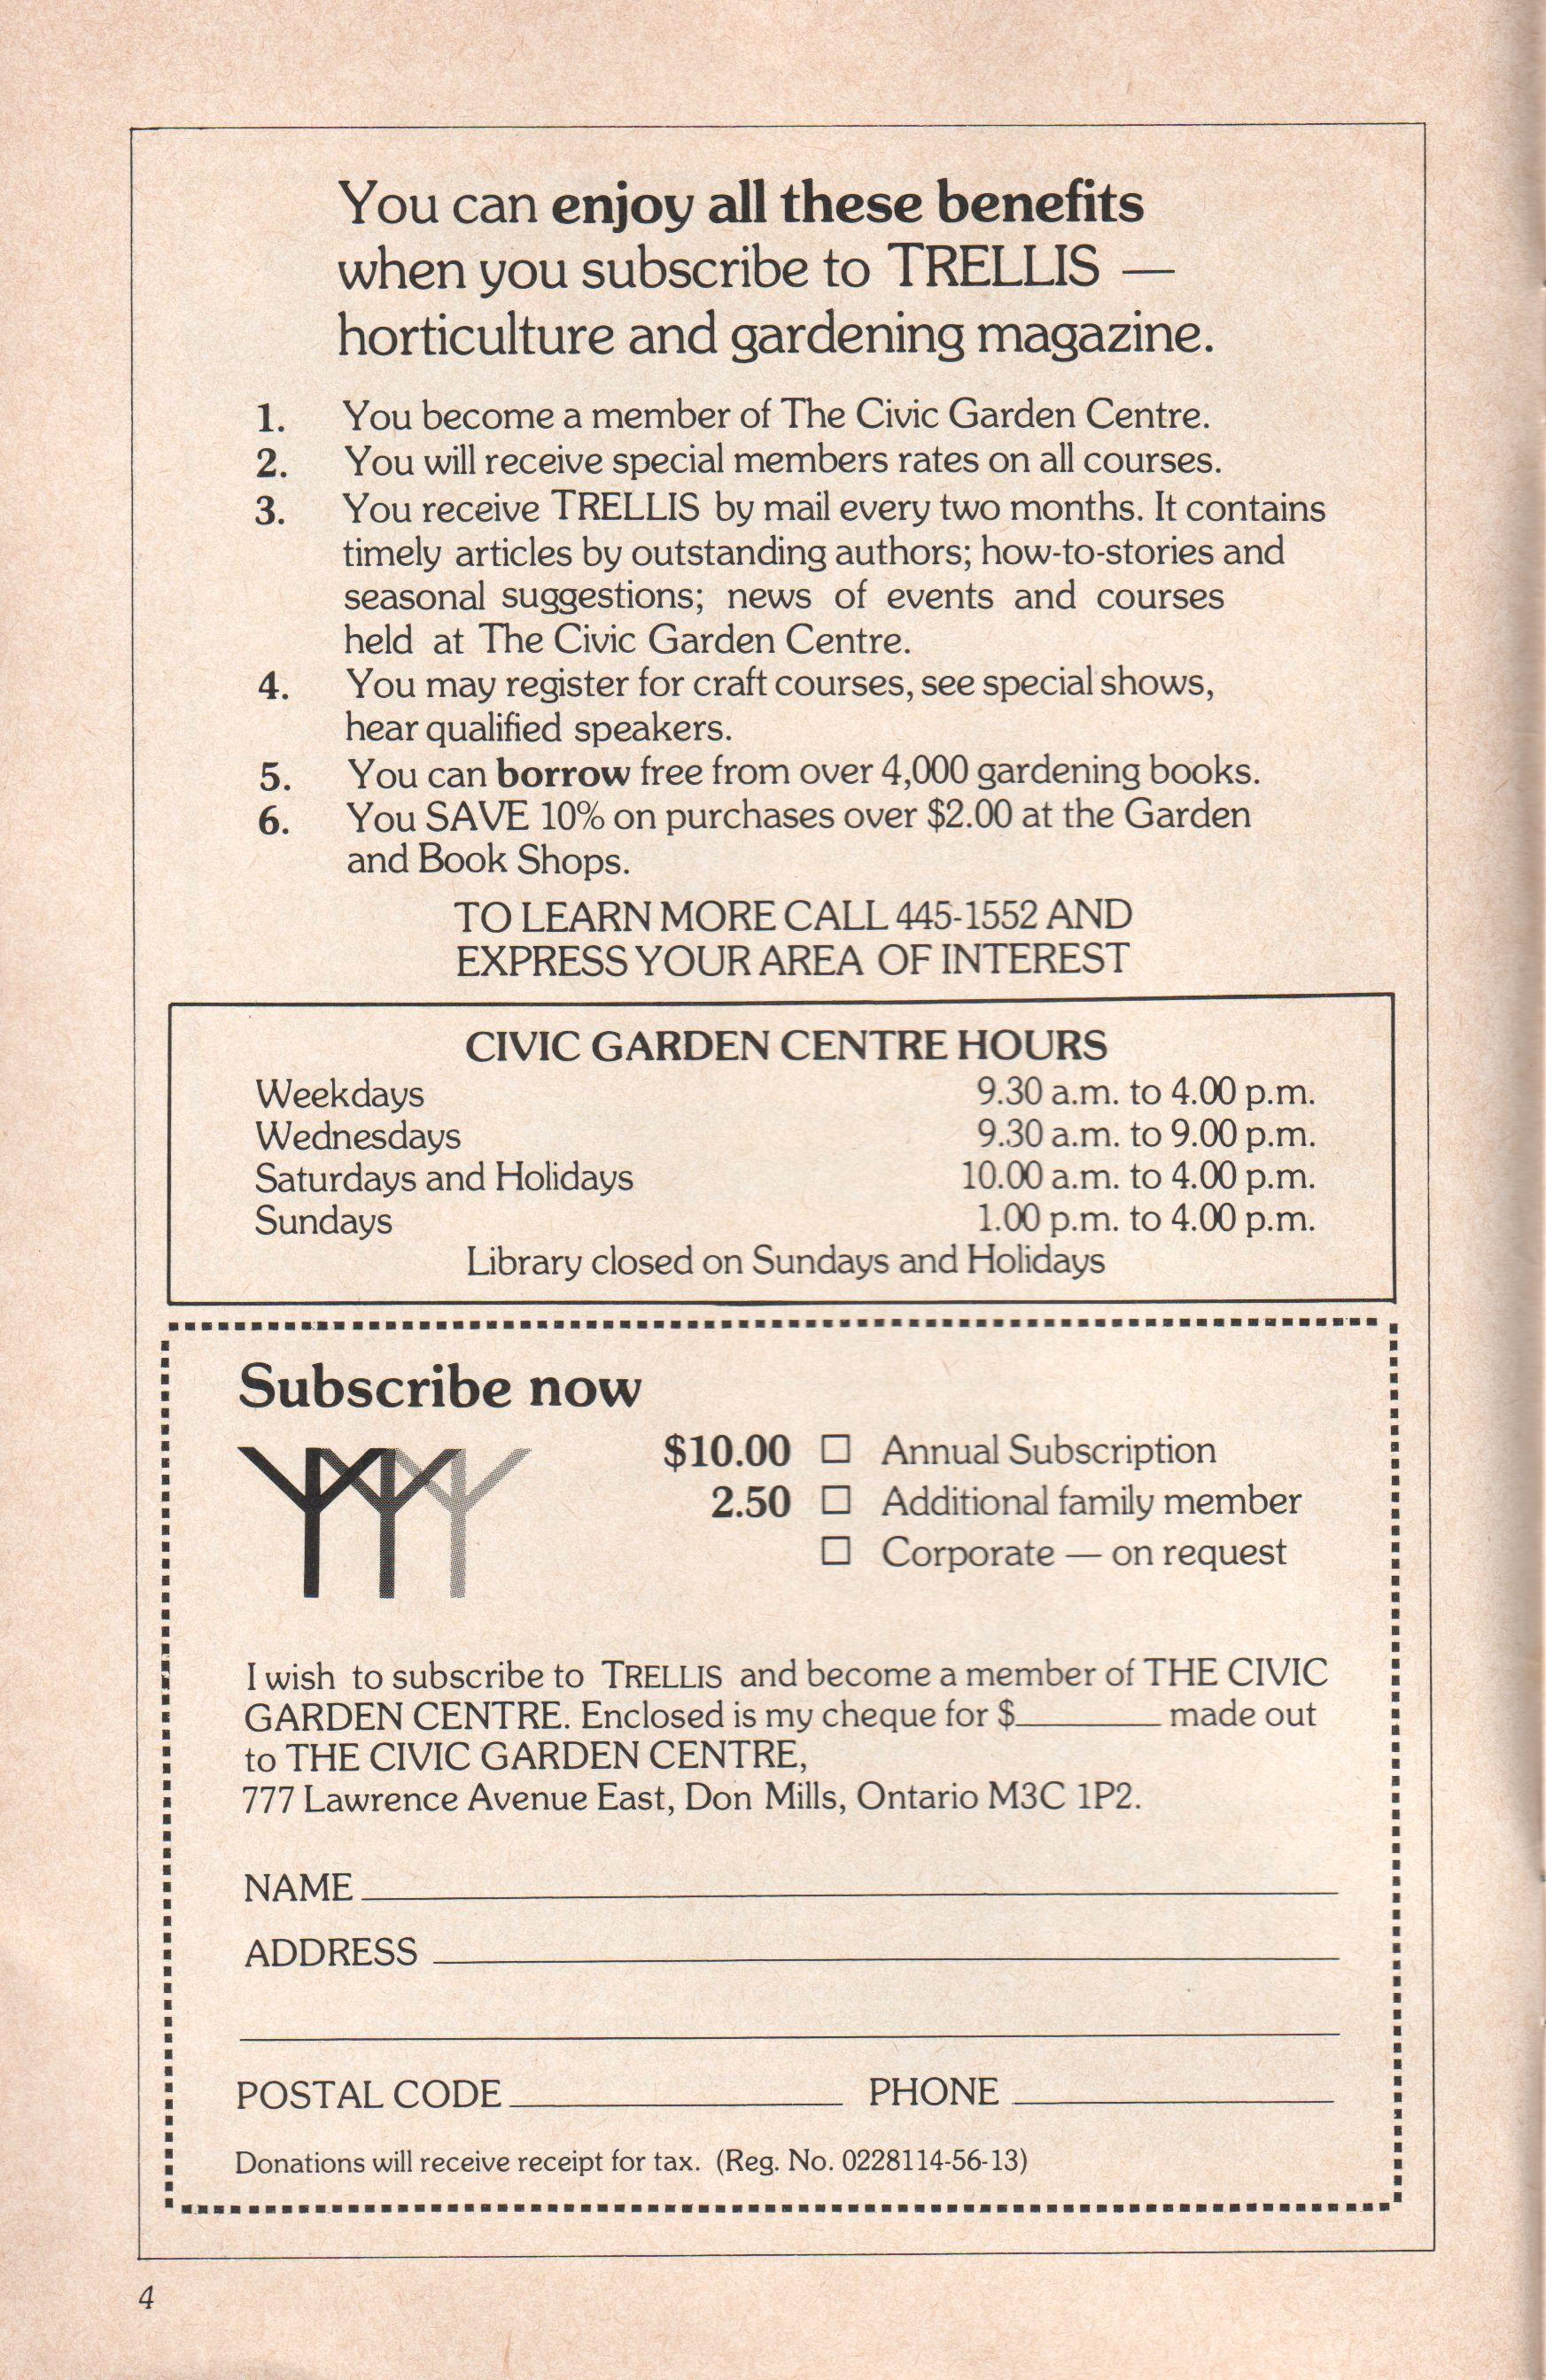 You can enjoy all these benefits
when you subscribe to TRELLIS —
horticulture and gardening magazine.
1. You become a member of The Civic Garden Centre.
2. You will receive special members rates on all courses.
3. You receive TRELLIS by mail every two months. It contains
timely articles by outstanding authors; how-to-stories and
seasonal suggestions; news of events and courses
held at The Civic Garden Centre.
4. You may register for craft courses, see special shows,
hear qualified speakers.
5. You can borrow free from over 4,000 gardening books.
6. You SAVE 10% on purchases over $2.00 at the Garden
and Book Shops.
TO LEARN MORE CALL 445-1552 AND
EXPRESS YOUR AREA OF INTEREST
CIVIC GARDEN CENTRE HOURS
Weekdays 9.30 a.m. to 4.00 p.m.
Wednesdays 9.30 a.m. to 9.00 p.m.
Saturdays and Holidays 10.00 a.m. to 4.00 p.m.
Sundays 1.00 p.m. to 4.00 p.m.
Library closed on Sundays and Holidays
Subscribe now
$10.00 ☐ Annual Subscription
2.50 ☐ Additional family member
☐ Corporate — on request
I wish to subscribe to TRELLIS and become a member of THE CIVIC
GARDEN CENTRE. Enclosed is my cheque for $________ made out
to THE CIVIC GARDEN CENTRE,
777 Lawrence Avenue East, Don Mills, Ontario M3C 1P2.
NAME
ADDRESS
POSTAL CODE PHONE
Donations will receive receipt for tax. (Reg. No. 0228114-56-13)
4